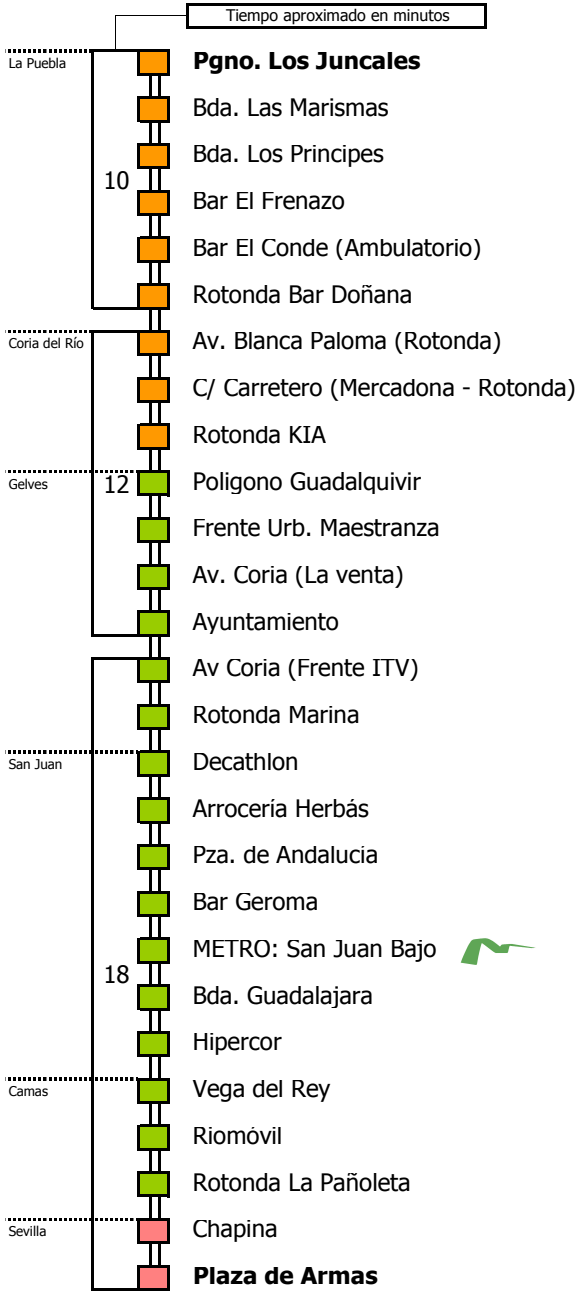 Tiempo aproximado en minutos
La Puebla
Pgno. Los Juncales
Bda. Las Marismas
Bda. Los Principes
10
Bar El Frenazo
Bar El Conde (Ambulatorio)
Rotonda Bar Doñana
Coria del Río
Av. Blanca Paloma (Rotonda)
C/ Carretero (Mercadona - Rotonda)
Rotonda KIA
Gelves
12
Poligono Guadalquivir
Frente Urb. Maestranza
Av. Coria (La venta)
Ayuntamiento
Av Coria (Frente ITV)
Rotonda Marina
San Juan
Decathlon
Arrocería Herbás
Pza. de Andalucia
Bar Geroma
METRO: San Juan Bajo
18
Bda. Guadalajara
Hipercor
Camas
Vega del Rey
Riomóvil
Rotonda La Pañoleta
Sevilla
Chapina
Plaza de Armas